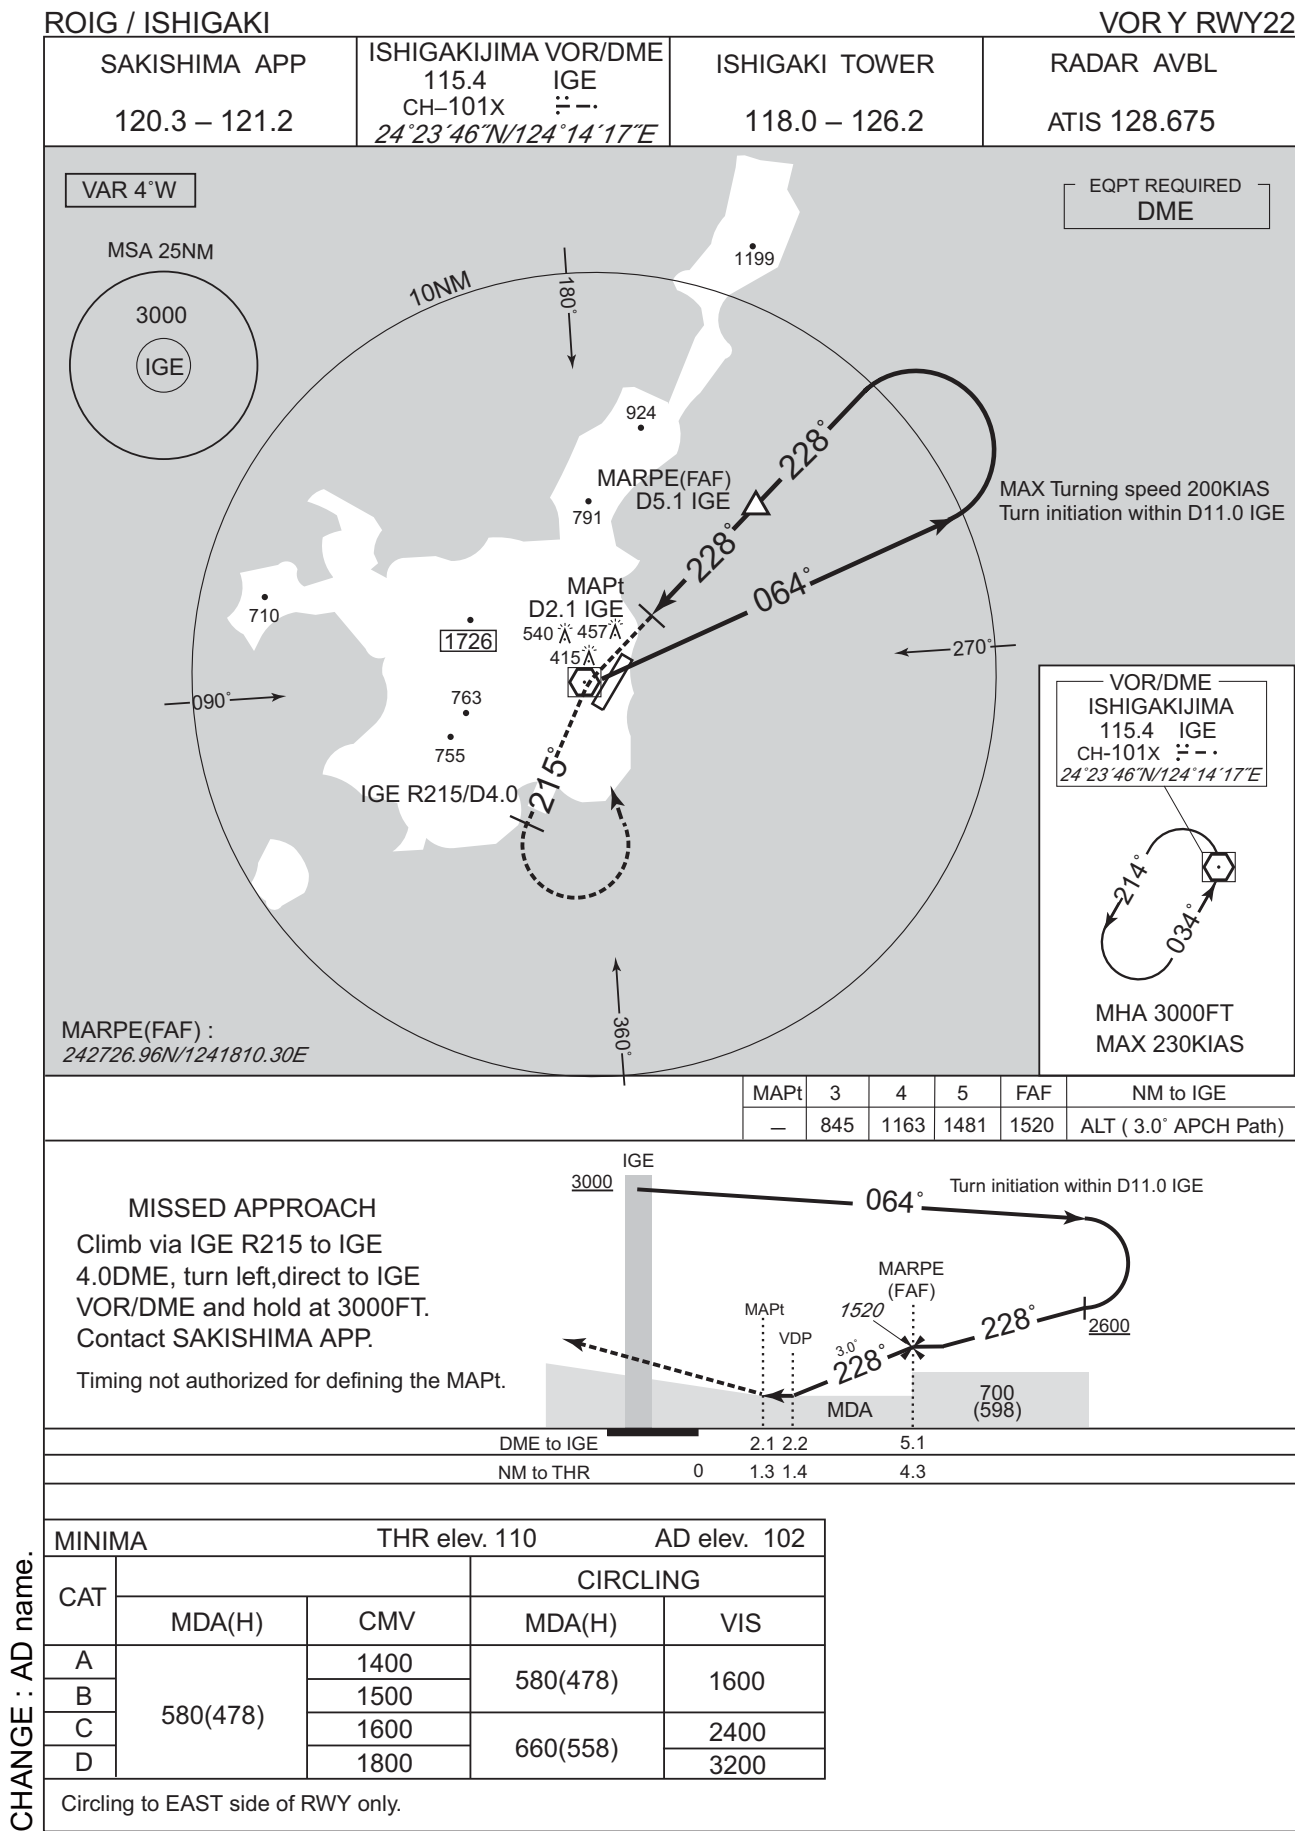 ROIG / ISHIGAKI
VOR Y RWY22
SAKISHIMA APP
120.3 – 121.2
ISHIGAKIJIMA VOR/DME
115.4 IGE
CH–101X
24°23´46˝N/124°14´17˝E
ISHIGAKI TOWER
118.0 – 126.2
RADAR AVBL
ATIS 128.675
VAR 4°W
EQPT REQUIRED
DME
MSA 25NM
3000
IGE
10NM
180°
1199
924
MARPE(FAF)
D5.1 IGE
791
228°
228°
MAX Turning speed 200KIAS
Turn initiation within D11.0 IGE
064°
MAPt
D2.1 IGE
540
457
415
710
1726
270°
090°
763
755
215°
IGE R215/D4.0
360°
VOR/DME
ISHIGAKIJIMA
115.4 IGE
CH-101X
24°23´46˝N/124°14´17˝E
214°
034°
MHA 3000FT
MAX 230KIAS
MARPE(FAF) :
242726.96N/1241810.30E
MAPt 3 4 5 FAF NM to IGE
– 845 1163 1481 1520 ALT ( 3.0° APCH Path)
MISSED APPROACH
Climb via IGE R215 to IGE
4.0DME, turn left,direct to IGE
VOR/DME and hold at 3000FT.
Contact SAKISHIMA APP.
Timing not authorized for defining the MAPt.
IGE
3000
064°
Turn initiation within D11.0 IGE
MARPE
(FAF)
1520
MAPt
VDP
3.0°
228°
228°
2600
MDA
700
(598)
DME to IGE 2.1 2.2 5.1
NM to THR 0 1.3 1.4 4.3
MINIMA THR elev. 110 AD elev. 102
CAT
CIRCLING
MDA(H) CMV MDA(H) VIS
A 1400
B 1500
C 1600
D 1800
580(478)
580(478)
1600
660(558)
2400
3200
Circling to EAST side of RWY only.
CHANGE : AD name.